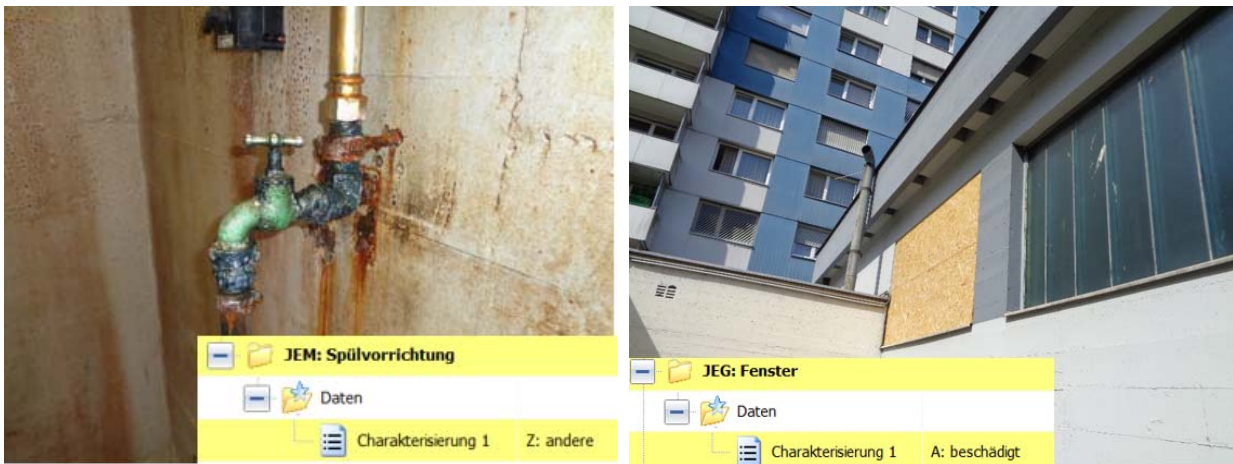 JEM: Spülvorrichtung
Daten
Charakterisierung 1 Z: andere
JEG: Fenster
Daten
Charakterisierung 1 A: beschädigt